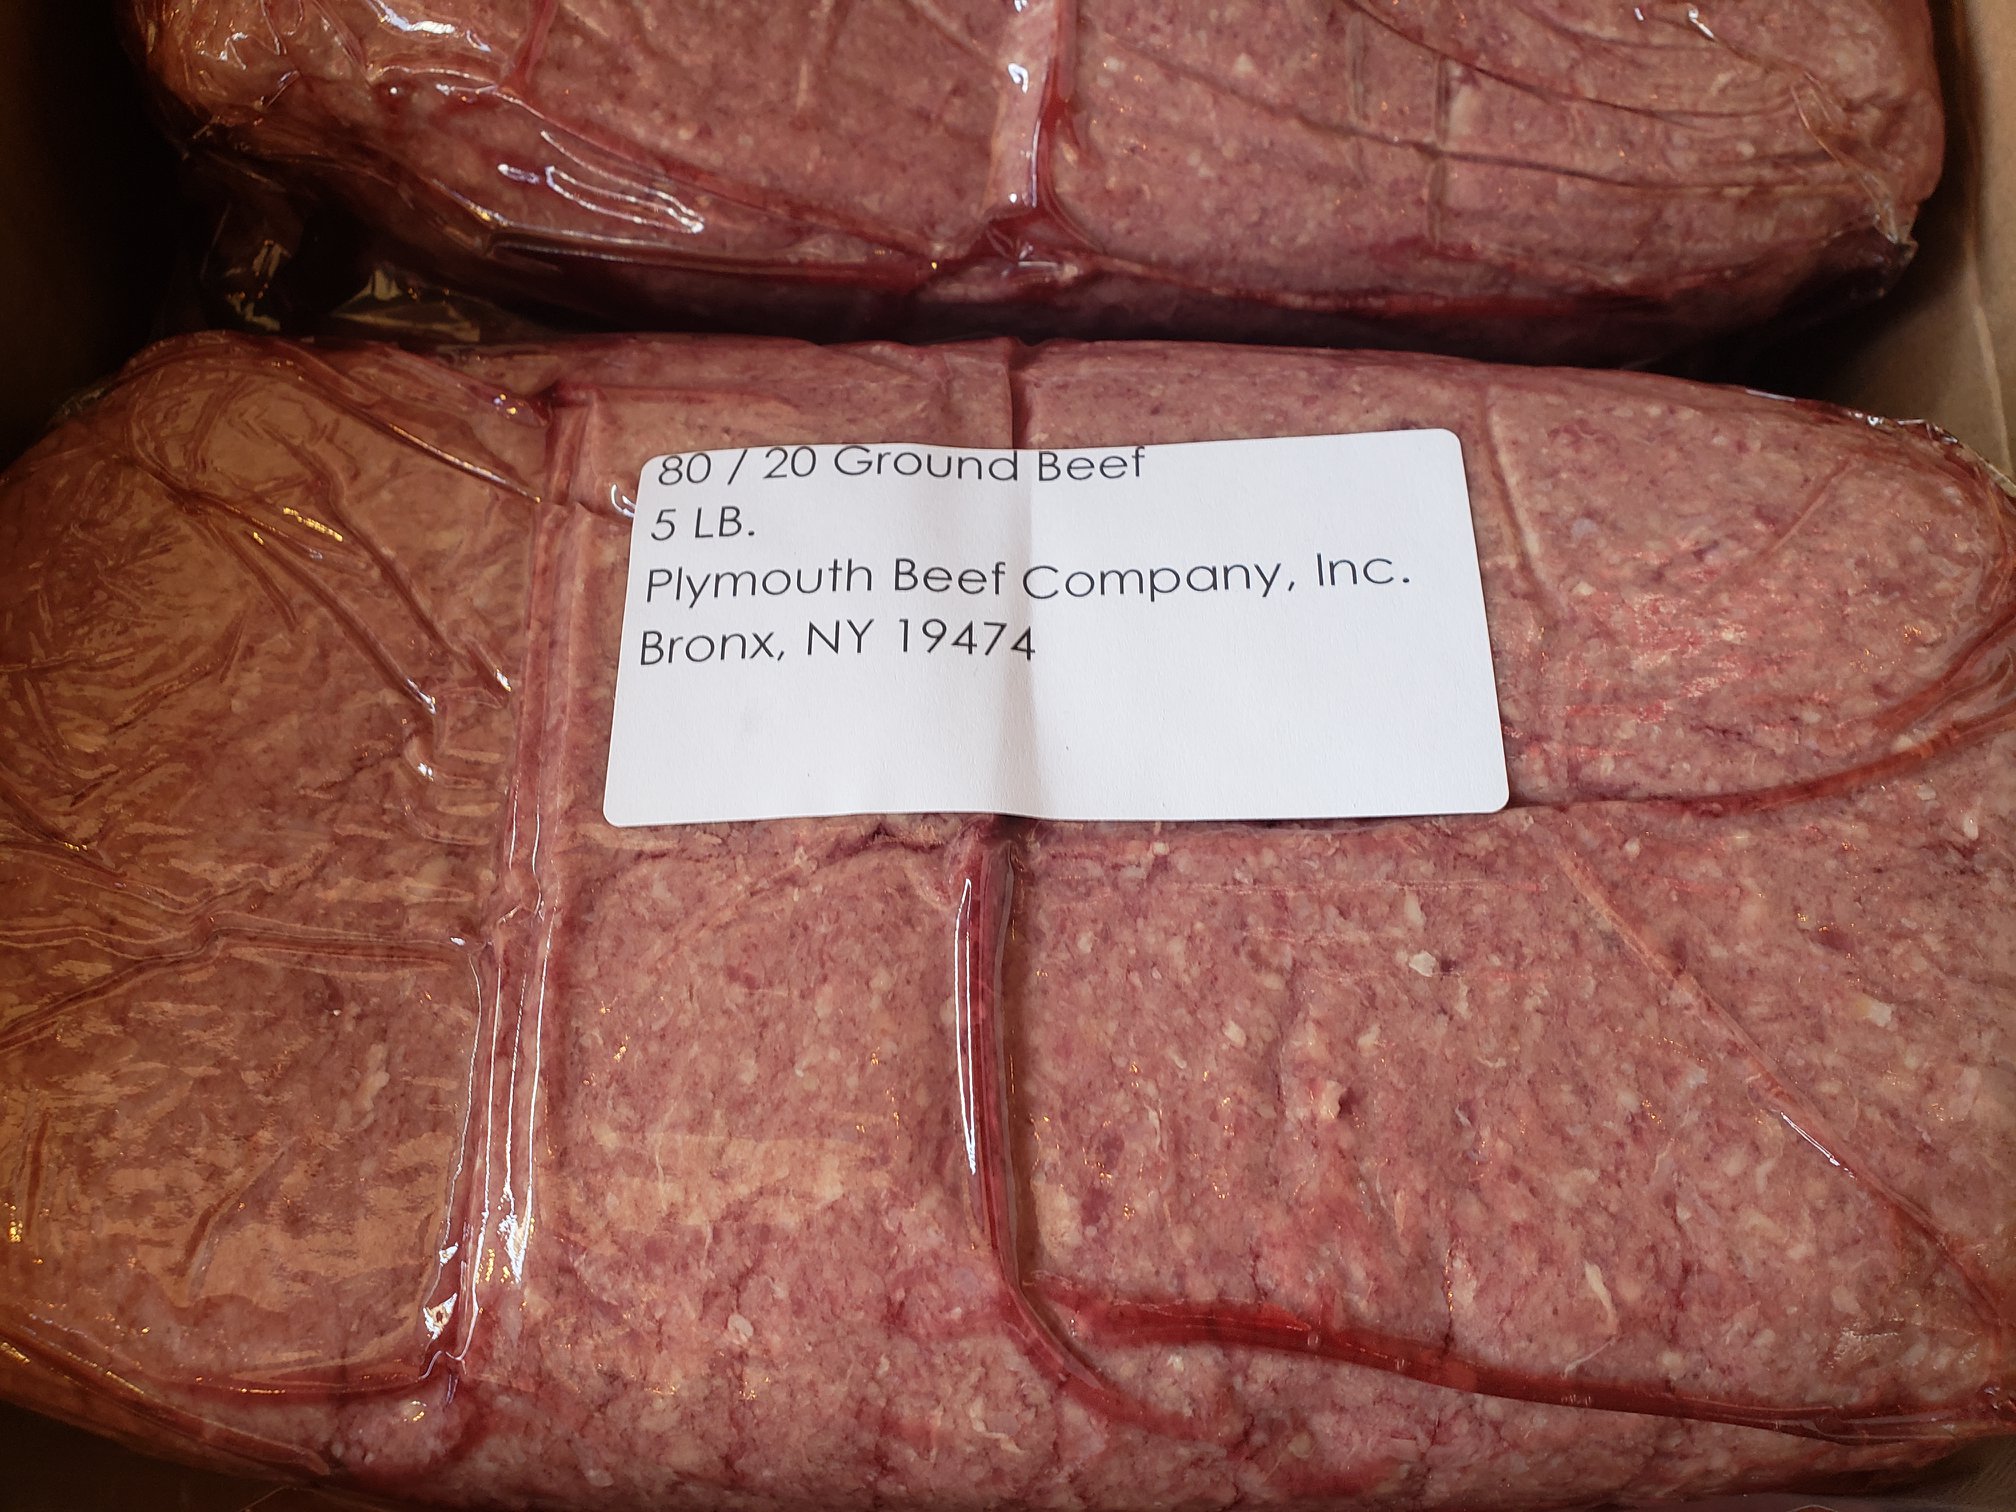 80 / 20 Ground Beef
5 LB.
Plymouth Beef Company, Inc.
Bronx, NY 19474